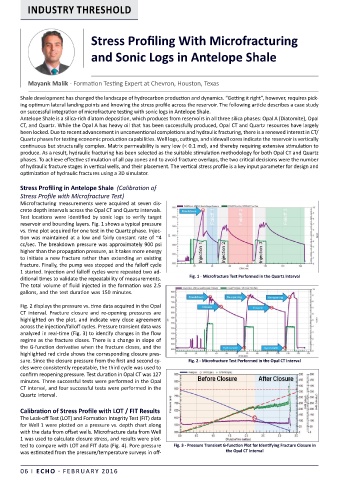 INDUSTRY THRESHOLD
Stress Profiling With Microfracturing
and Sonic Logs in Antelope Shale
Mayank Malik - Formation Testing Expert at Chevron, Houston, Texas
Shale development has changed the landscape of hydrocarbon production and dynamics. "Getting it right", however, requires pick-
ing optimum lateral landing points and knowing the stress profile across the reservoir. The following article describes a case study
on successful integration of microfracture testing with sonic logs in Antelope Shale.
Antelope Shale is a silica-rich diatom deposition, which produces from reservoirs in all three silica phases: Opal A (Diatomite), Opal
CT, and Quartz. While the Opal A has heavy oil that has been successfully produced, Opal CT and Quartz resources have largely
been locked. Due to recent advancement in unconventional completions and hydraulic fracturing, there is a renewed interest in CT/
Quartz phases for testing economic production capabilities. Well logs, cuttings, and sidewall cores indicate the reservoir is vertically
continuous but structurally complex. Matrix permeability is very low (< 0.1 md), and thereby requiring extensive stimulation to
produce. As a result, hydraulic fracturing has been selected as the suitable stimulation methodology for both Opal CT and Quartz
phases. To achieve effective stimulation of all pay zones and to avoid fracture overlaps, the two critical decisions were the number
of hydraulic fracture stages in vertical wells, and their placement. The vertical stress profile is a key input parameter for design and
optimization of hydraulic fractures using a 3D simulator.
Stress Profiling in Antelope Shale (Calibration of
Stress Profile with Microfracture Test)
Microfracturing measurements were acquired at seven dis-
crete depth intervals across the Opal CT and Quartz intervals.
Test locations were identified by sonic logs to verify target
reservoir and bounding layers. Fig. 1 shows a typical pressure
vs. time plot acquired for one test in the Quartz phase. Injec-
tion was maintained at a low and fairly constant rate of ~4
cc/sec. The breakdown pressure was approximately 900 psi
higher than the propagation pressure, as it takes more energy
to initiate a new fracture rather than extending an existing
fracture. Finally, the pump was stopped and the falloff cycle
1 started. Injection and falloff cycles were repeated two ad-
ditional times to validate the repeatability of measurements.
The total volume of fluid injected in the formation was 2.5
gallons, and the test duration was 150 minutes.
Fig. 1 - Microfracture Test Performed in the Quartz Interval
Fig. 2 displays the pressure vs. time data acquired in the Opal
CT interval. Fracture closure and re-opening pressures are
highlighted on the plot, and indicate very close agreement
across the injection/falloff cycles. Pressure transient data was
analyzed in real-time (Fig. 3) to identify changes in the flow
regime as the fracture closes. There is a change in slope of
the G-function derivative when the fracture closes, and the
highlighted red circle shows the corresponding closure pres-
sure. Since the closure pressure from the first and second cy-
cles were consistently repeatable, the third cycle was used to
confirm reopening pressure. Test duration in Opal CT was 127
minutes. Three successful tests were performed in the Opal
CT interval, and four successful tests were performed in the
Quartz interval.
Fig. 2 - Microfracture Test Performed in the Opal CT Interval
Before Closure
After Closure
Fig. 3 - Pressure Transient G-Function Plot for Identifying Fracture Closure in
the Opal CT Interval
Calibration of Stress Profile with LOT / FIT Results
The Leak-off Test (LOT) and Formation Integrity Test (FIT) data
for Well 1 were plotted on a pressure vs. depth chart along
with the data from offset wells. Microfracture data from Well
1 was used to calculate closure stress, and results were plot-
ted to compare with LOT and FIT data (Fig. 4). Pore pressure
was estimated from the pressure/temperature surveys in off-
06 I ECHO - FEBRUARY 2016